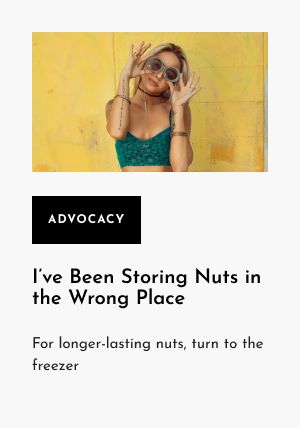 ADVOCACY
I’ve Been Storing Nuts in
the Wrong Place
For longer-lasting nuts, turn to the
freezer